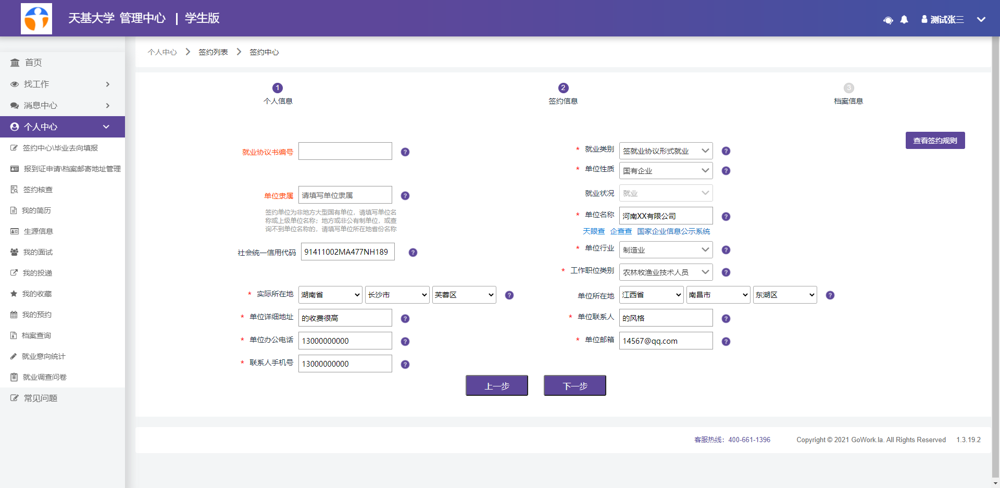 天基大学 管理中心 | 学生版
测试张三
首页
找工作
消息中心
个人中心
签约中心\毕业去向填报
报到证申请\档案邮寄地址管理
签约核查
我的简历
生源信息
我的面试
我的投递
我的收藏
我的预约
档案查询
就业意向统计
就业调查问卷
常见问题
个人中心 > 签约列表 > 签约中心
1
个人信息
2
签约信息
3
档案信息
查看签约规则
就业协议书编号
* 就业类别 签就业协议形式就业
* 单位性质 国有企业
单位隶属 请填写单位隶属
就业状况 就业
签约单位为非地方大型国有单位，请填写单位名
称或上级单位名称；地方或非公有制单位，或查
询不到单位名称的，请填写单位所在地省份名称
* 单位名称 河南XX有限公司
天眼查 企查查 国家企业信息公示系统
社会统一信用代码 91411002MA477NH189
* 单位行业 制造业
* 工作职位类别 农林牧渔业技术人员
* 实际所在地 湖南省 长沙市 芙蓉区
单位所在地 江西省 南昌市 东湖区
* 单位详细地址 的收费很高
* 单位联系人 的风格
* 单位办公电话 13000000000
* 单位邮箱 14567@qq.com
* 联系人手机号 13000000000
上一步 下一步
客服热线：400-661-1396 Copyright © 2021 GoWork.la. All Rights Reserved 1.3.19.2